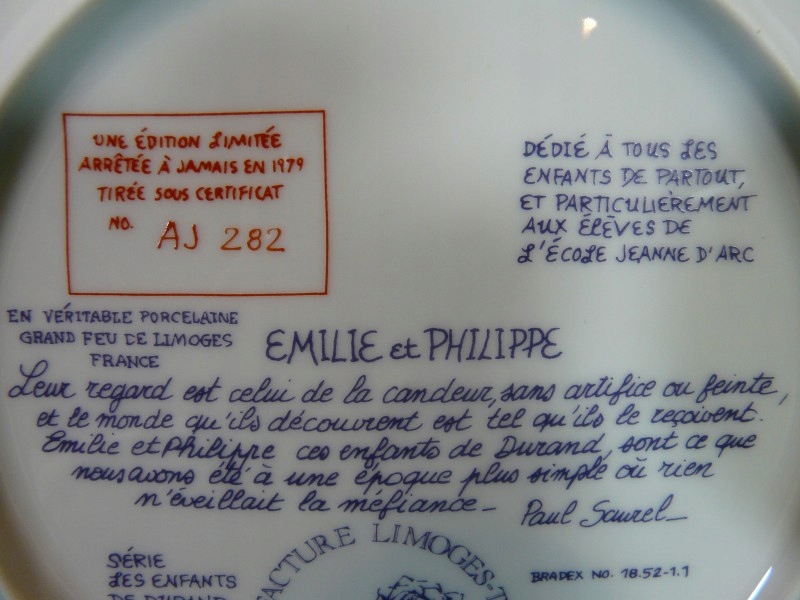 UNE ÉDITION LIMITÉE
ARRÊTÉE À JAMAIS EN 1979
TIRÉE SOUS CERTIFICAT
NO. AJ 282
DÉDIÉ À TOUS LES
ENFANTS DE PARTOUT,
ET PARTICULIÈREMENT
AUX ÉLÈVES DE
L'ÉCOLE JEANNE D'ARC
EN VÉRITABLE PORCELAINE
GRAND FEU DE LIMOGES
FRANCE
EMILIE et PHILIPPE
Leur regard est celui de la candeur, sans artifice ou feinte,
et le monde qu'ils découvrent est tel qu'ils le reçoivent.
Emilie et Philippe ces enfants de Durand, sont ce que
nous avons été à une époque plus simple où rien
n'éveillait la méfiance –
Paul Saurel –
SÉRIE
LES ENFANTS
DE DURAND
FACTURE LIMOGES-T
BRADEX NO. 18.52-1.1